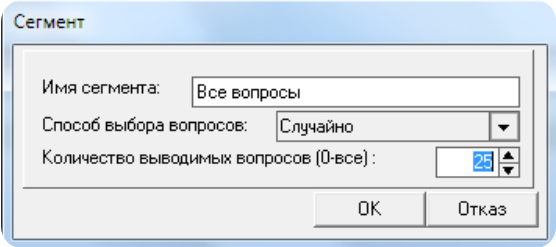 Сегмент
Имя сегмента: Все вопросы
Способ выбора вопросов: Случайно
Количество выводимых вопросов (0-все) : 25
OK Отказ